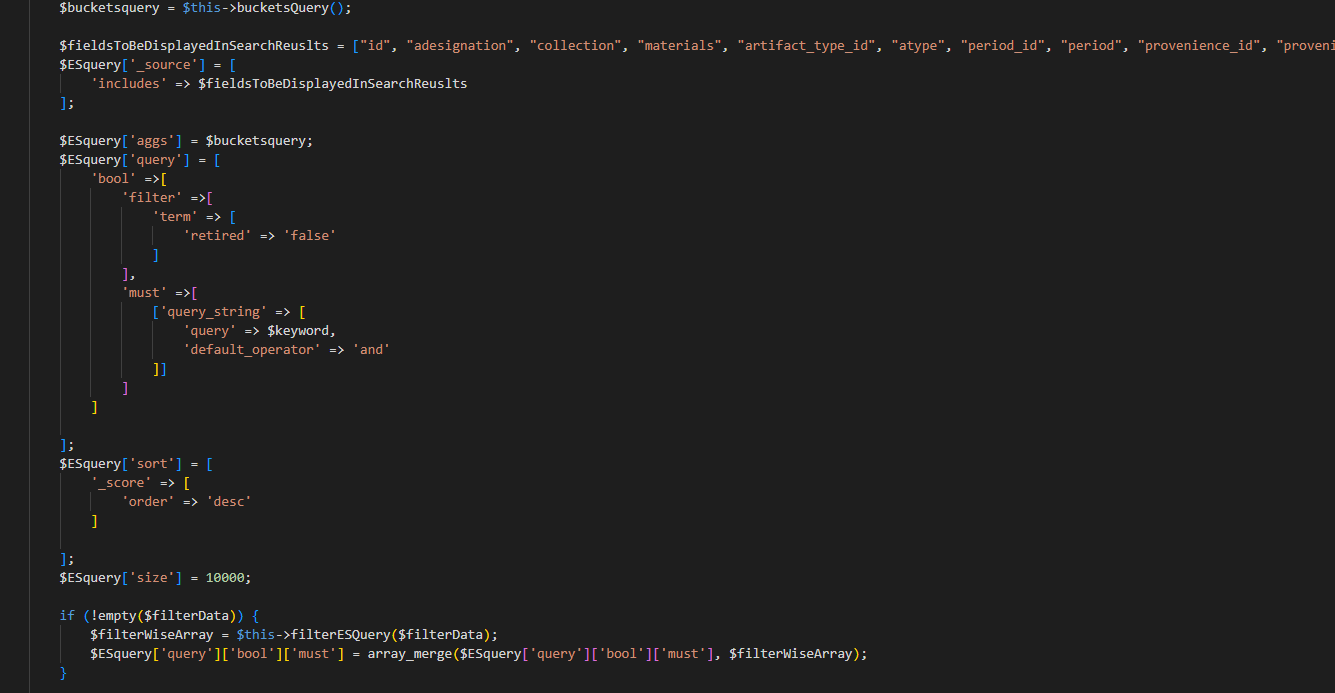 $bucketsquery = $this->bucketsQuery();
$fieldsToBeDisplayedInSearchReuslts = ["id", "adesignation", "collection", "materials", "artifact_type_id", "atype", "period_id", "period", "provenience_id", "proveni
$ESquery['_source'] = [
'includes' => $fieldsToBeDisplayedInSearchReuslts
];
$ESquery['aggs'] = $bucketsquery;
$ESquery['query'] = [
'bool' =>[
'filter' =>[
'term' => [
'retired' => 'false'
]
],
'must' =>[
['query_string' => [
'query' => $keyword,
'default_operator' => 'and'
]]
]
]
];
$ESquery['sort'] = [
'_score' => [
'order' => 'desc'
]
];
$ESquery['size'] = 10000;
if (!empty($filterData)) {
$filterWiseArray = $this->filterESQuery($filterData);
$ESquery['query']['bool']['must'] = array_merge($ESquery['query']['bool']['must'], $filterWiseArray);
}